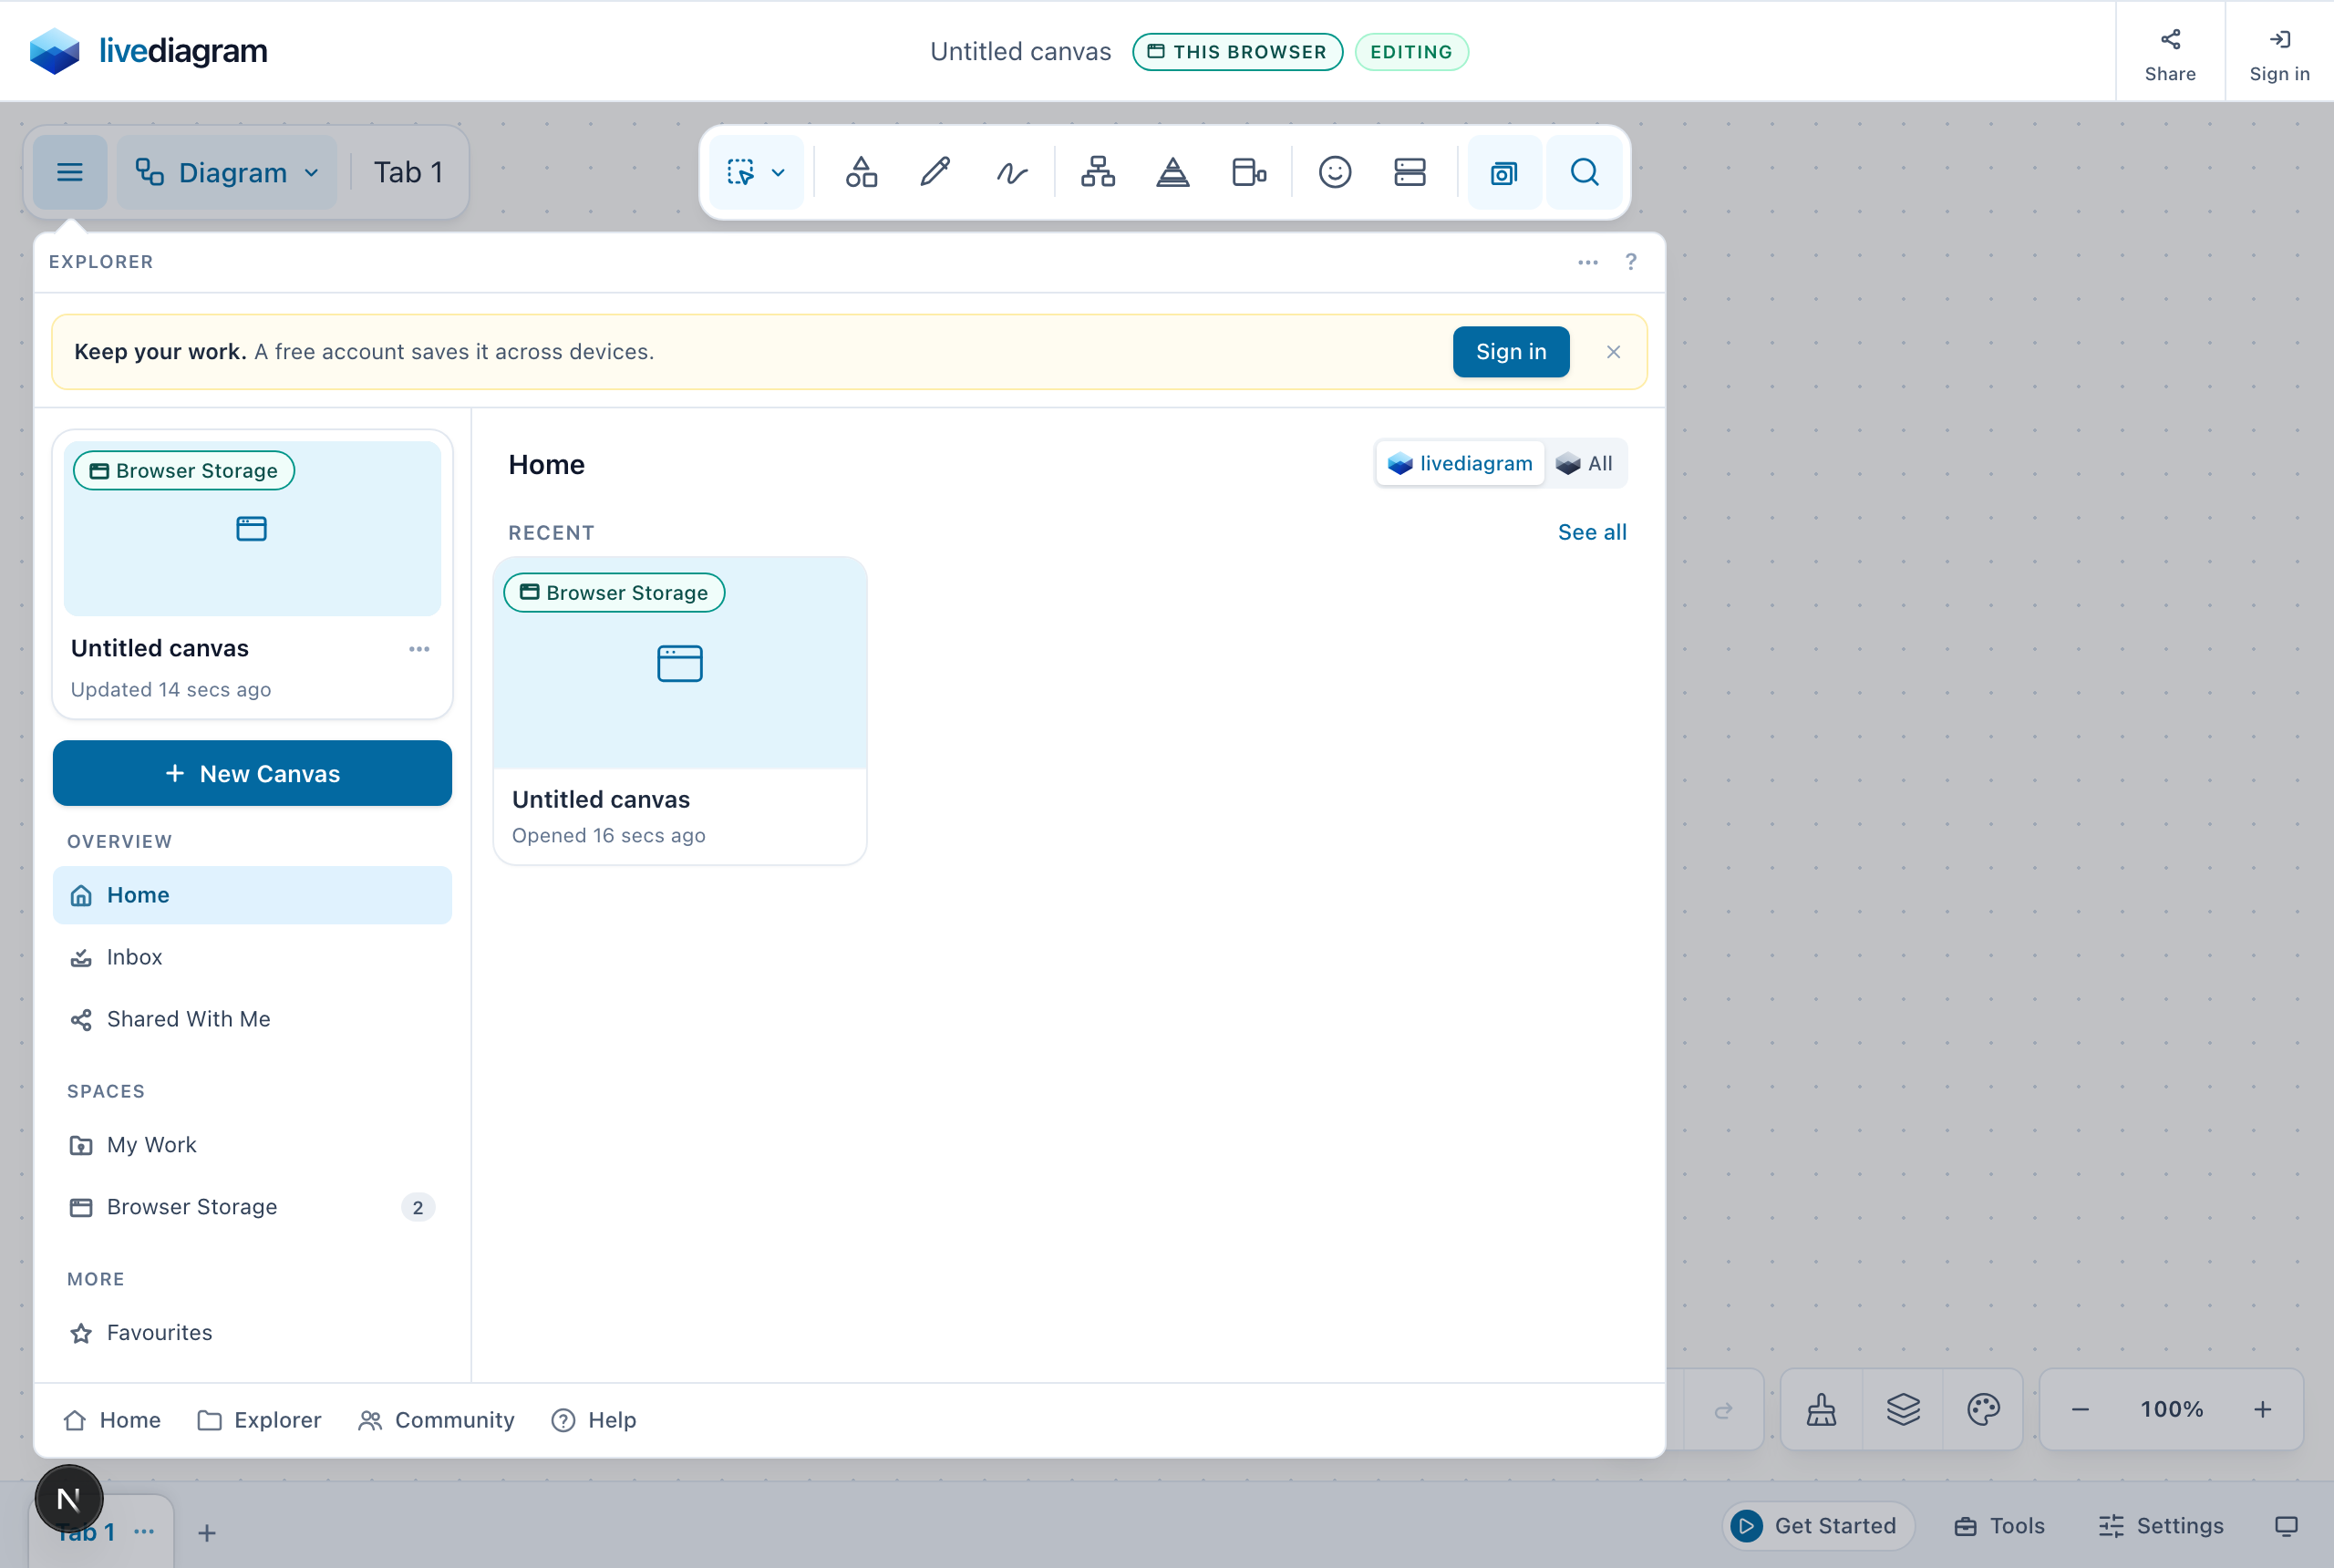 livediagram
Untitled canvas
THIS BROWSER
EDITING
Share
Sign in
Diagram
Tab 1
EXPLORER
?
Keep your work. A free account saves it across devices.
Sign in
Browser Storage
Untitled canvas
Updated 14 secs ago
+ New Canvas
OVERVIEW
Home
Inbox
Shared With Me
SPACES
My Work
Browser Storage 2
MORE
Favourites
Home
livediagram
All
RECENT
See all
Browser Storage
Untitled canvas
Opened 16 secs ago
Home
Explorer
Community
Help
100%
N
Tab 1
Get Started
Tools
Settings